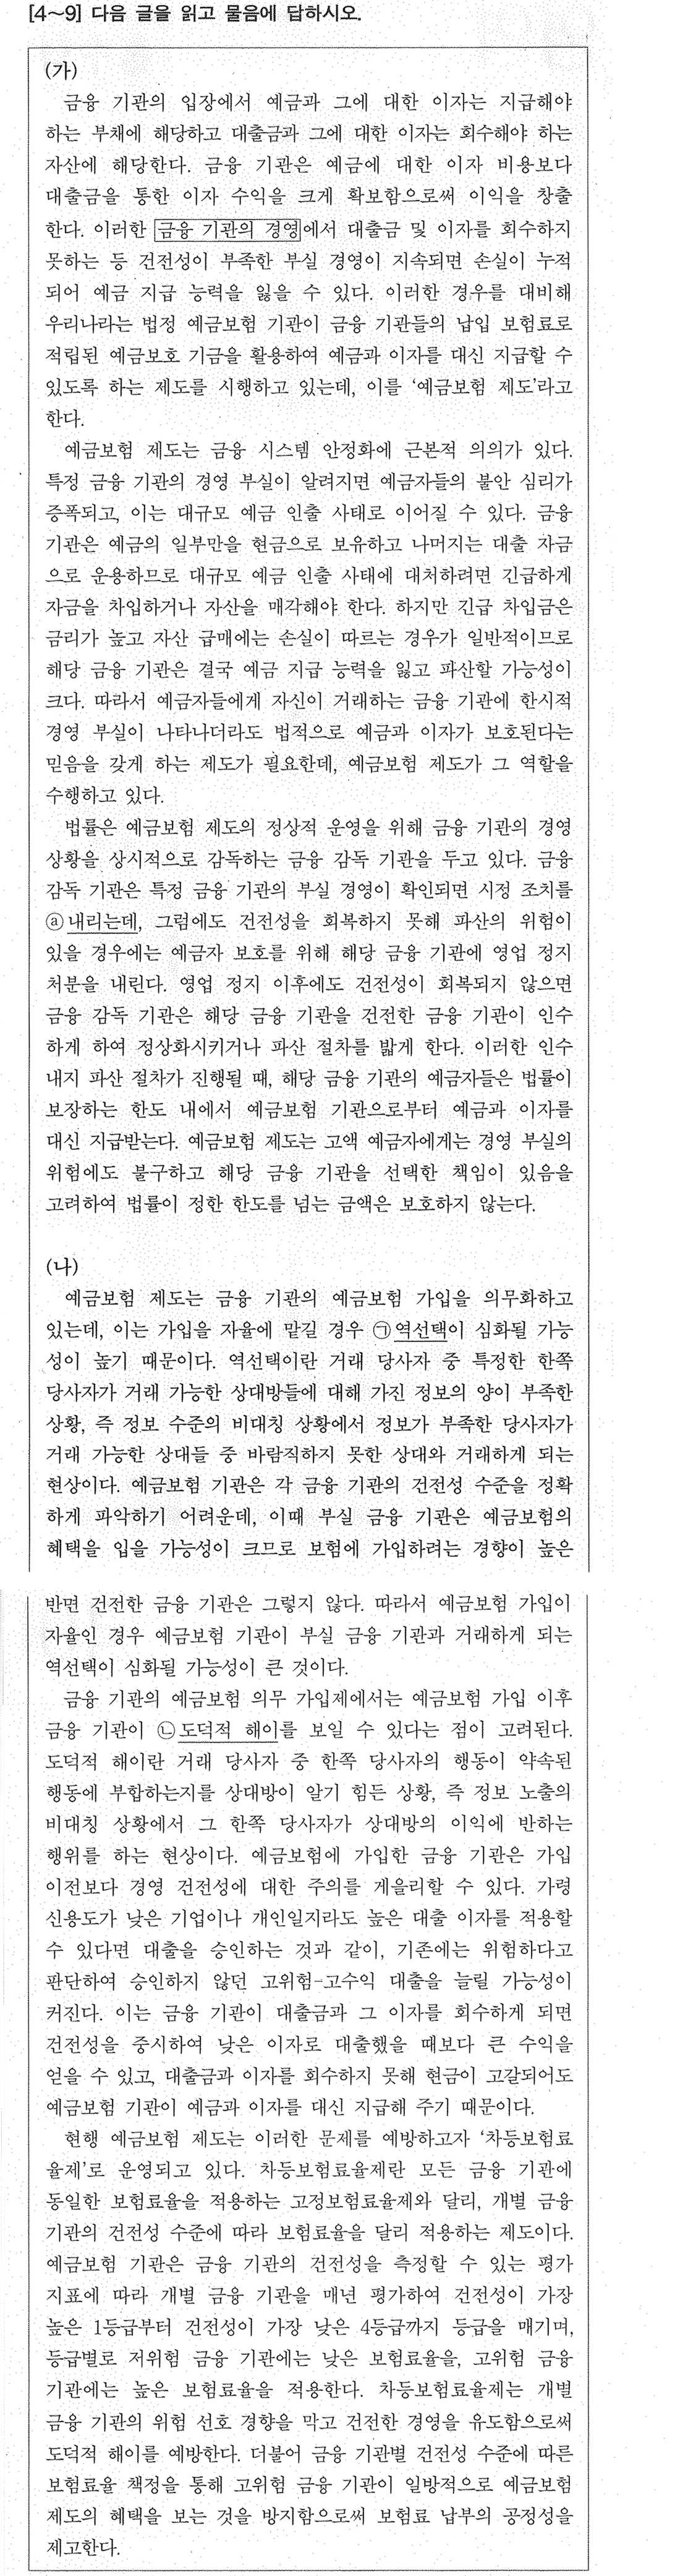 [4~9] 다음 글을 읽고 물음에 답하시오.
(가)
금융 기관의 입장에서 예금과 그에 대한 이자는 지급해야
하는 부채에 해당하고 대출금과 그에 대한 이자는 회수해야 하는
자산에 해당한다. 금융 기관은 예금에 대한 이자 비용보다
대출금을 통한 이자 수익을 크게 확보함으로써 이익을 창출
한다. 이러한 금융 기관의 경영에서 대출금 및 이자를 회수하지
못하는 등 건전성이 부족한 부실 경영이 지속되면 손실이 누적
되어 예금 지급 능력을 잃을 수 있다. 이러한 경우를 대비해
우리나라는 법정 예금보험 기관이 금융 기관들의 납입 보험료로
적립된 예금보호 기금을 활용하여 예금과 이자를 대신 지급할 수
있도록 하는 제도를 시행하고 있는데, 이를 ‘예금보험 제도’라고
한다.
예금보험 제도는 금융 시스템 안정화에 근본적 의의가 있다.
특정 금융 기관의 경영 부실이 알려지면 예금자들의 불안 심리가
증폭되고, 이는 대규모 예금 인출 사태로 이어질 수 있다. 금융
기관은 예금의 일부만을 현금으로 보유하고 나머지는 대출 자금
으로 운용하므로 대규모 예금 인출 사태에 대처하려면 긴급하게
자금을 차입하거나 자산을 매각해야 한다. 하지만 긴급 차입금은
금리가 높고 자산 급매에는 손실이 따르는 경우가 일반적이므로
해당 금융 기관은 결국 예금 지급 능력을 잃고 파산할 가능성이
크다. 따라서 예금자들에게 자신이 거래하는 금융 기관에 한시적
경영 부실이 나타나더라도 법적으로 예금과 이자가 보호된다는
믿음을 갖게 하는 제도가 필요한데, 예금보험 제도가 그 역할을
수행하고 있다.
법률은 예금보험 제도의 정상적 운영을 위해 금융 기관의 경영
상황을 상시적으로 감독하는 금융 감독 기관을 두고 있다. 금융
감독 기관은 특정 금융 기관의 부실 경영이 확인되면 시정 조치를
ⓐ내리는데, 그럼에도 건전성을 회복하지 못해 파산의 위험이
있을 경우에는 예금자 보호를 위해 해당 금융 기관에 영업 정지
처분을 내린다. 영업 정지 이후에도 건전성이 회복되지 않으면
금융 감독 기관은 해당 금융 기관을 건전한 금융 기관이 인수
하게 하여 정상화시키거나 파산 절차를 밟게 한다. 이러한 인수
내지 파산 절차가 진행될 때, 해당 금융 기관의 예금자들은 법률이
보장하는 한도 내에서 예금보험 기관으로부터 예금과 이자를
대신 지급받는다. 예금보험 제도는 고액 예금자에게는 경영 부실의
위험에도 불구하고 해당 금융 기관을 선택한 책임이 있음을
고려하여 법률이 정한 한도를 넘는 금액은 보호하지 않는다.
(나)
예금보험 제도는 금융 기관의 예금보험 가입을 의무화하고
있는데, 이는 가입을 자율에 맡길 경우 ㉠역선택이 심화될 가능
성이 높기 때문이다. 역선택이란 거래 당사자 중 특정한 한쪽
당사자가 거래 가능한 상대방들에 대해 가진 정보의 양이 부족한
상황, 즉 정보 수준의 비대칭 상황에서 정보가 부족한 당사자가
거래 가능한 상대들 중 바람직하지 못한 상대와 거래하게 되는
현상이다. 예금보험 기관은 각 금융 기관의 건전성 수준을 정확
하게 파악하기 어려운데, 이때 부실 금융 기관은 예금보험의
혜택을 입을 가능성이 크므로 보험에 가입하려는 경향이 높은
반면 건전한 금융 기관은 그렇지 않다. 따라서 예금보험 가입이
자율인 경우 예금보험 기관이 부실 금융 기관과 거래하게 되는
역선택이 심화될 가능성이 큰 것이다.
금융 기관의 예금보험 의무 가입제에서는 예금보험 가입 이후
금융 기관이 ㉡도덕적 해이를 보일 수 있다는 점이 고려된다.
도덕적 해이란 거래 당사자 중 한쪽 당사자의 행동이 약속된
행동에 부합하는지를 상대방이 알기 힘든 상황, 즉 정보 노출의
비대칭 상황에서 그 한쪽 당사자가 상대방의 이익에 반하는
행위를 하는 현상이다. 예금보험에 가입한 금융 기관은 가입
이전보다 경영 건전성에 대한 주의를 게을리할 수 있다. 가령
신용도가 낮은 기업이나 개인일지라도 높은 대출 이자를 적용할
수 있다면 대출을 승인하는 것과 같이, 기존에는 위험하다고
판단하여 승인하지 않던 고위험-고수익 대출을 늘릴 가능성이
커진다. 이는 금융 기관이 대출금과 그 이자를 회수하게 되면
건전성을 중시하여 낮은 이자로 대출했을 때보다 큰 수익을
얻을 수 있고, 대출금과 이자를 회수하지 못해 현금이 고갈되어도
예금보험 기관이 예금과 이자를 대신 지급해 주기 때문이다.
현행 예금보험 제도는 이러한 문제를 예방하고자 ‘차등보험료
율제’로 운영되고 있다. 차등보험료율제란 모든 금융 기관에
동일한 보험료율을 적용하는 고정보험료율제와 달리, 개별 금융
기관의 건전성 수준에 따라 보험료율을 달리 적용하는 제도이다.
예금보험 기관은 금융 기관의 건전성을 측정할 수 있는 평가
지표에 따라 개별 금융 기관을 매년 평가하여 건전성이 가장
높은 1등급부터 건전성이 가장 낮은 4등급까지 등급을 매기며,
등급별로 저위험 금융 기관에는 낮은 보험료율을, 고위험 금융
기관에는 높은 보험료율을 적용한다. 차등보험료율제는 개별
금융 기관의 위험 선호 경향을 막고 건전한 경영을 유도함으로써
도덕적 해이를 예방한다. 더불어 금융 기관별 건전성 수준에 따른
보험료율 책정을 통해 고위험 금융 기관이 일방적으로 예금보험
제도의 혜택을 보는 것을 방지함으로써 보험료 납부의 공정성을
제고한다.